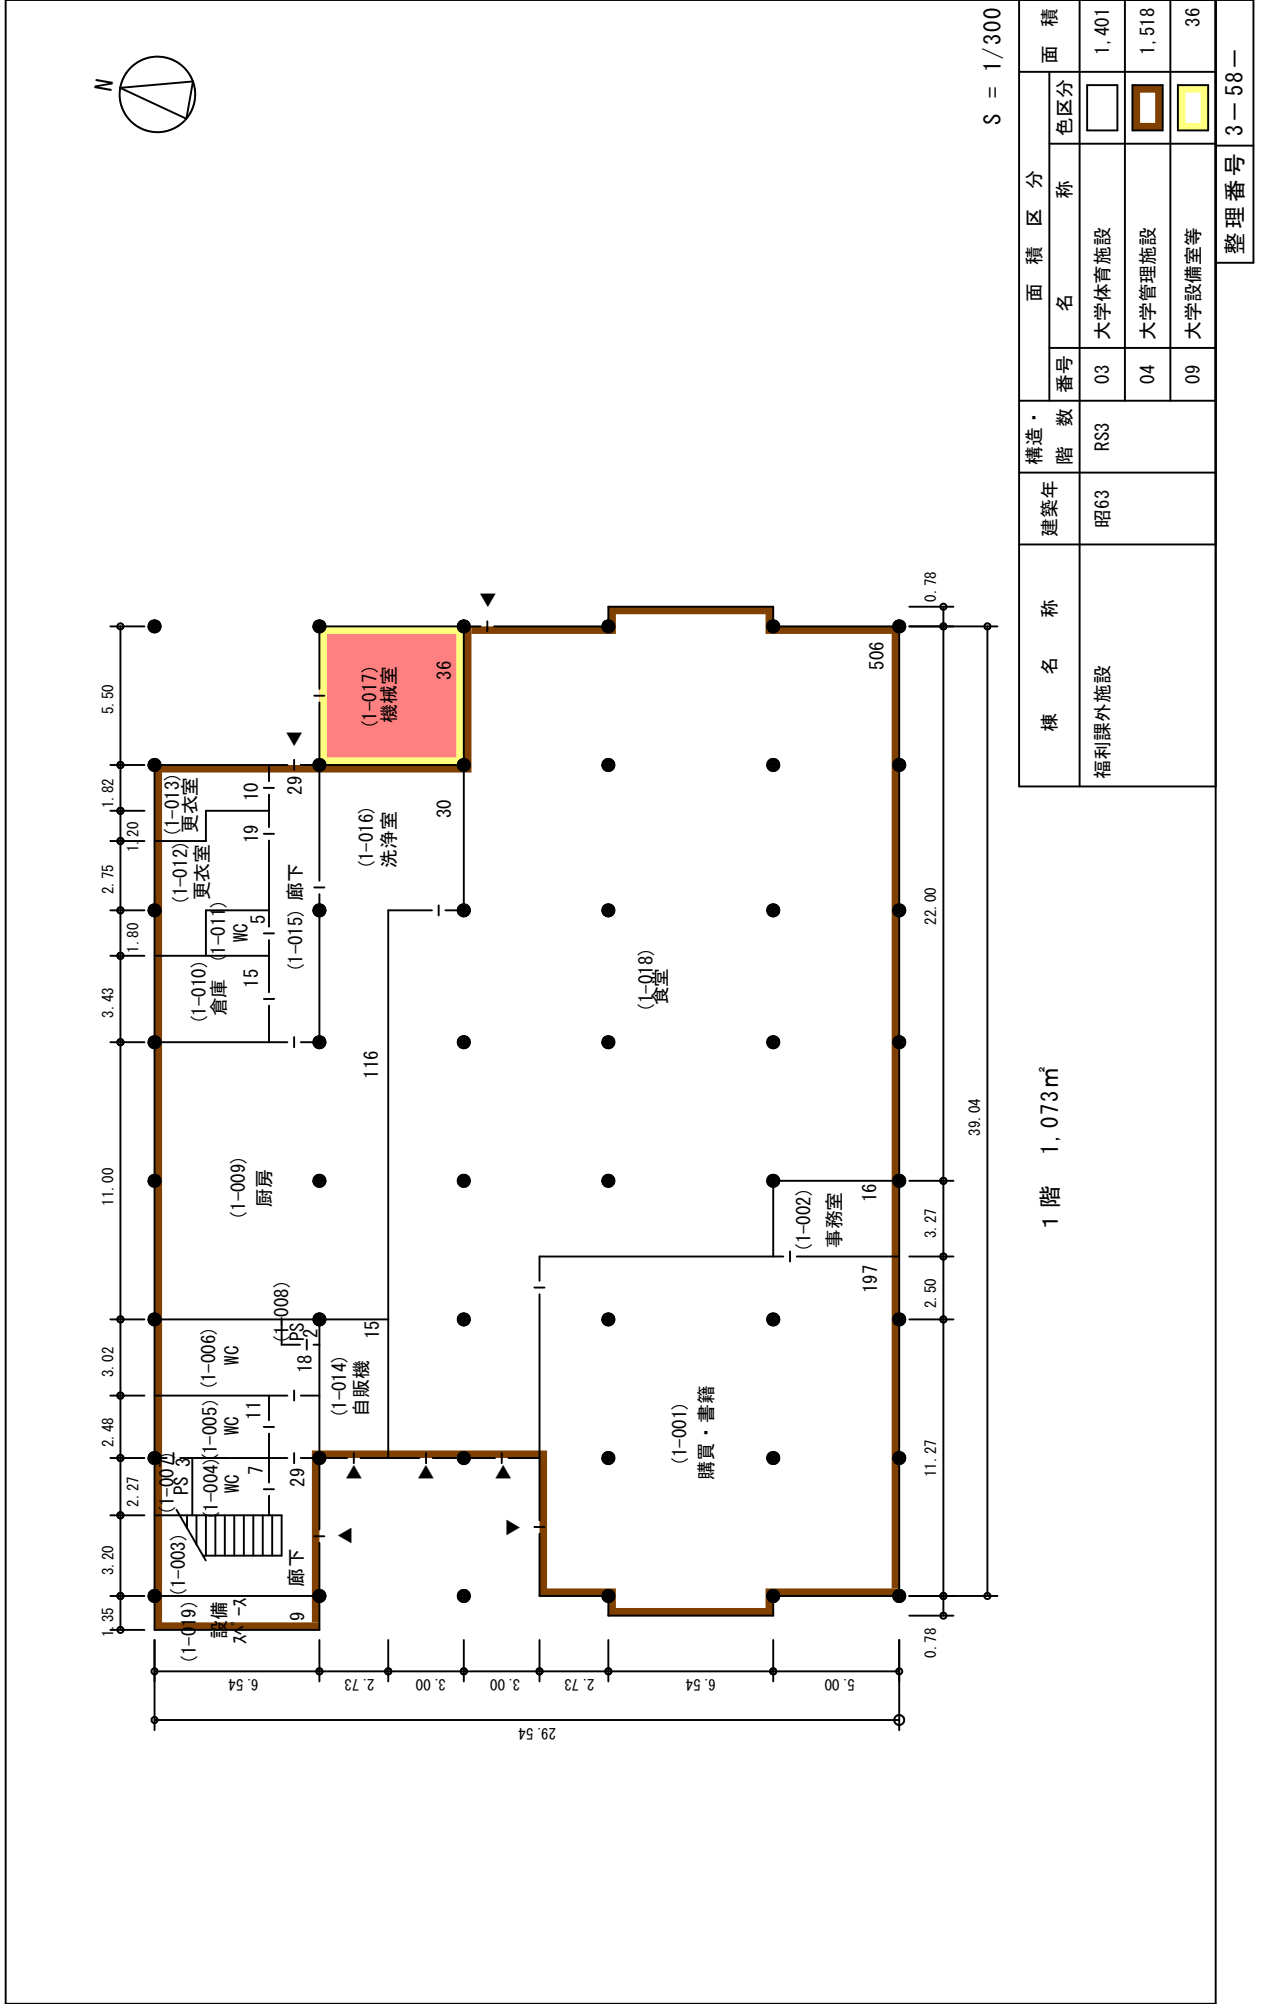 N
S = 1/300
5.50
1.82
1.20
2.75
1.80
3.43
11.00
3.02
2.48
2.27
3.20
1.35
(1-017)
機械室
36
(1-013)
更衣室
10
29
(1-012)
更衣室
19
(1-016)
洗浄室
30
(1-011)
WC
5
(1-015) 廊下
(1-010)
倉庫
15
(1-018)
食堂
506
116
(1-009)
厨房
(1-008)
PS
2
(1-006)
WC
18
(1-014)
自販機
15
(1-005)
WC
11
(1-004)
WC
7
(1-007)
PS 3
29
(1-003)
廊下
(1-019)
設備
スペース
9
(1-002)
事務室
16
(1-001)
購買・書籍
197
0.78
22.00
3.27
2.50
11.27
0.78
39.04
6.54
2.73
3.00
3.00
2.73
6.54
5.00
29.54
1階 1,073㎡
棟 名 称
建築年
構造・
階 数
面 積 区 分
番号
名 称
色区分
面 積
福利課外施設
昭63
RS3
03 大学体育施設 1,401
04 大学管理施設 1,518
09 大学設備室等 36
整理番号 3－58－